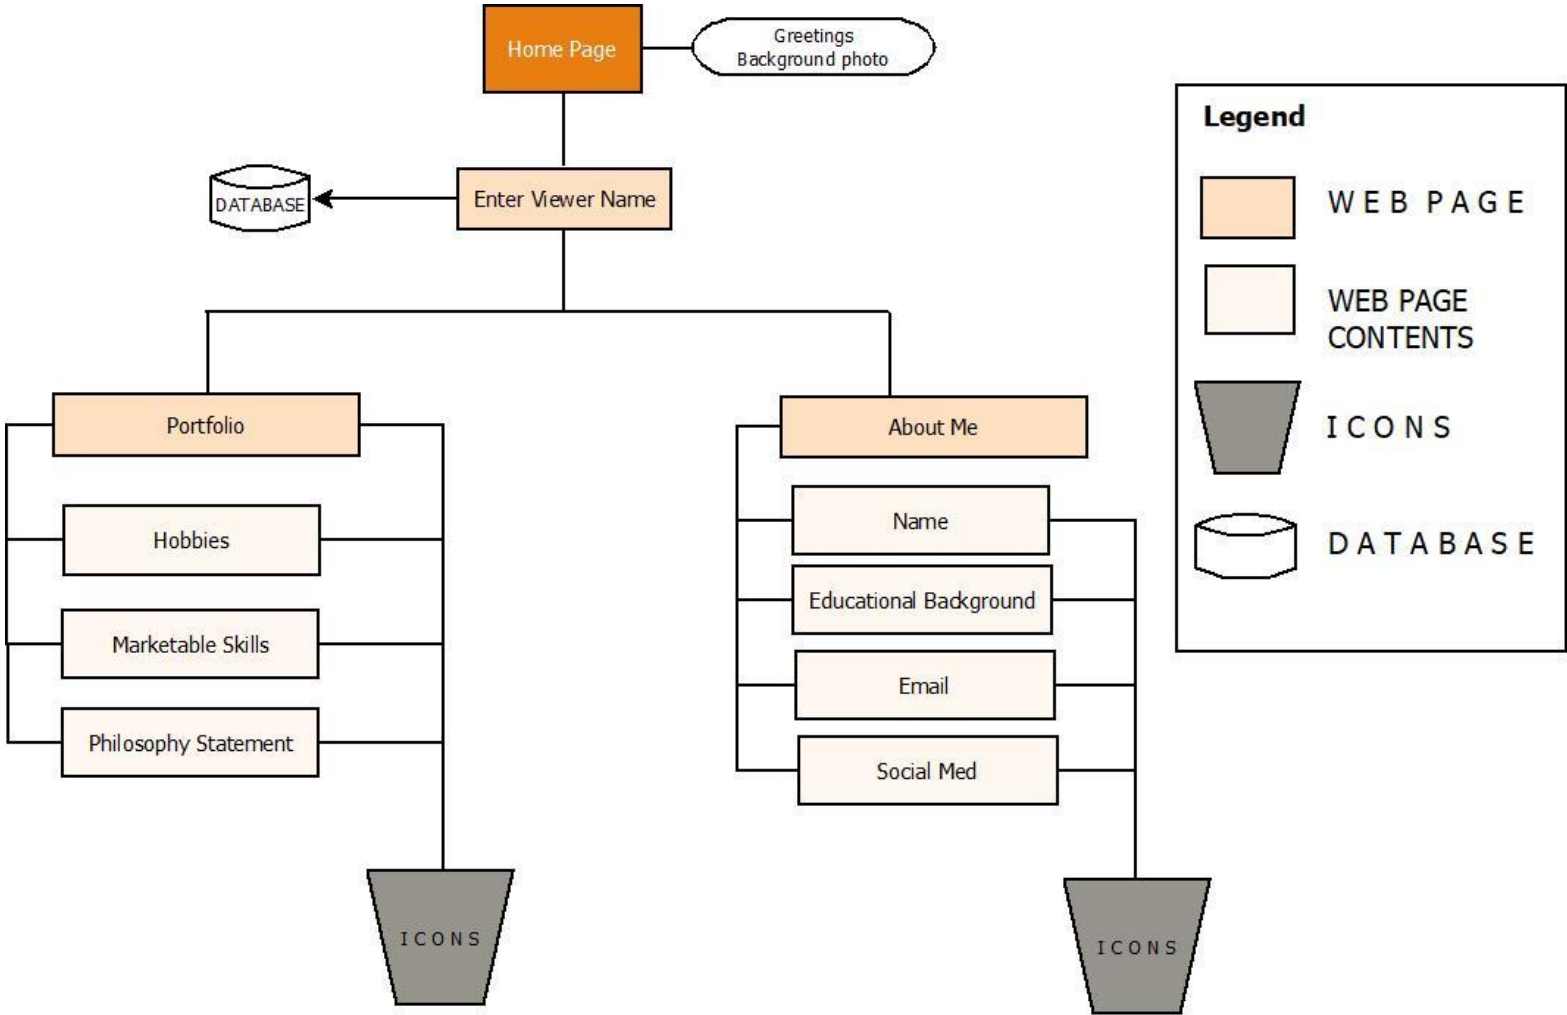 Home Page
Greetings
Background photo
DATABASE
Enter Viewer Name
Portfolio
Hobbies
Marketable Skills
Philosophy Statement
ICONS
About Me
Name
Educational Background
Email
Social Med
ICONS
Legend
WEB PAGE
WEB PAGE
CONTENTS
ICONS
DATABASE